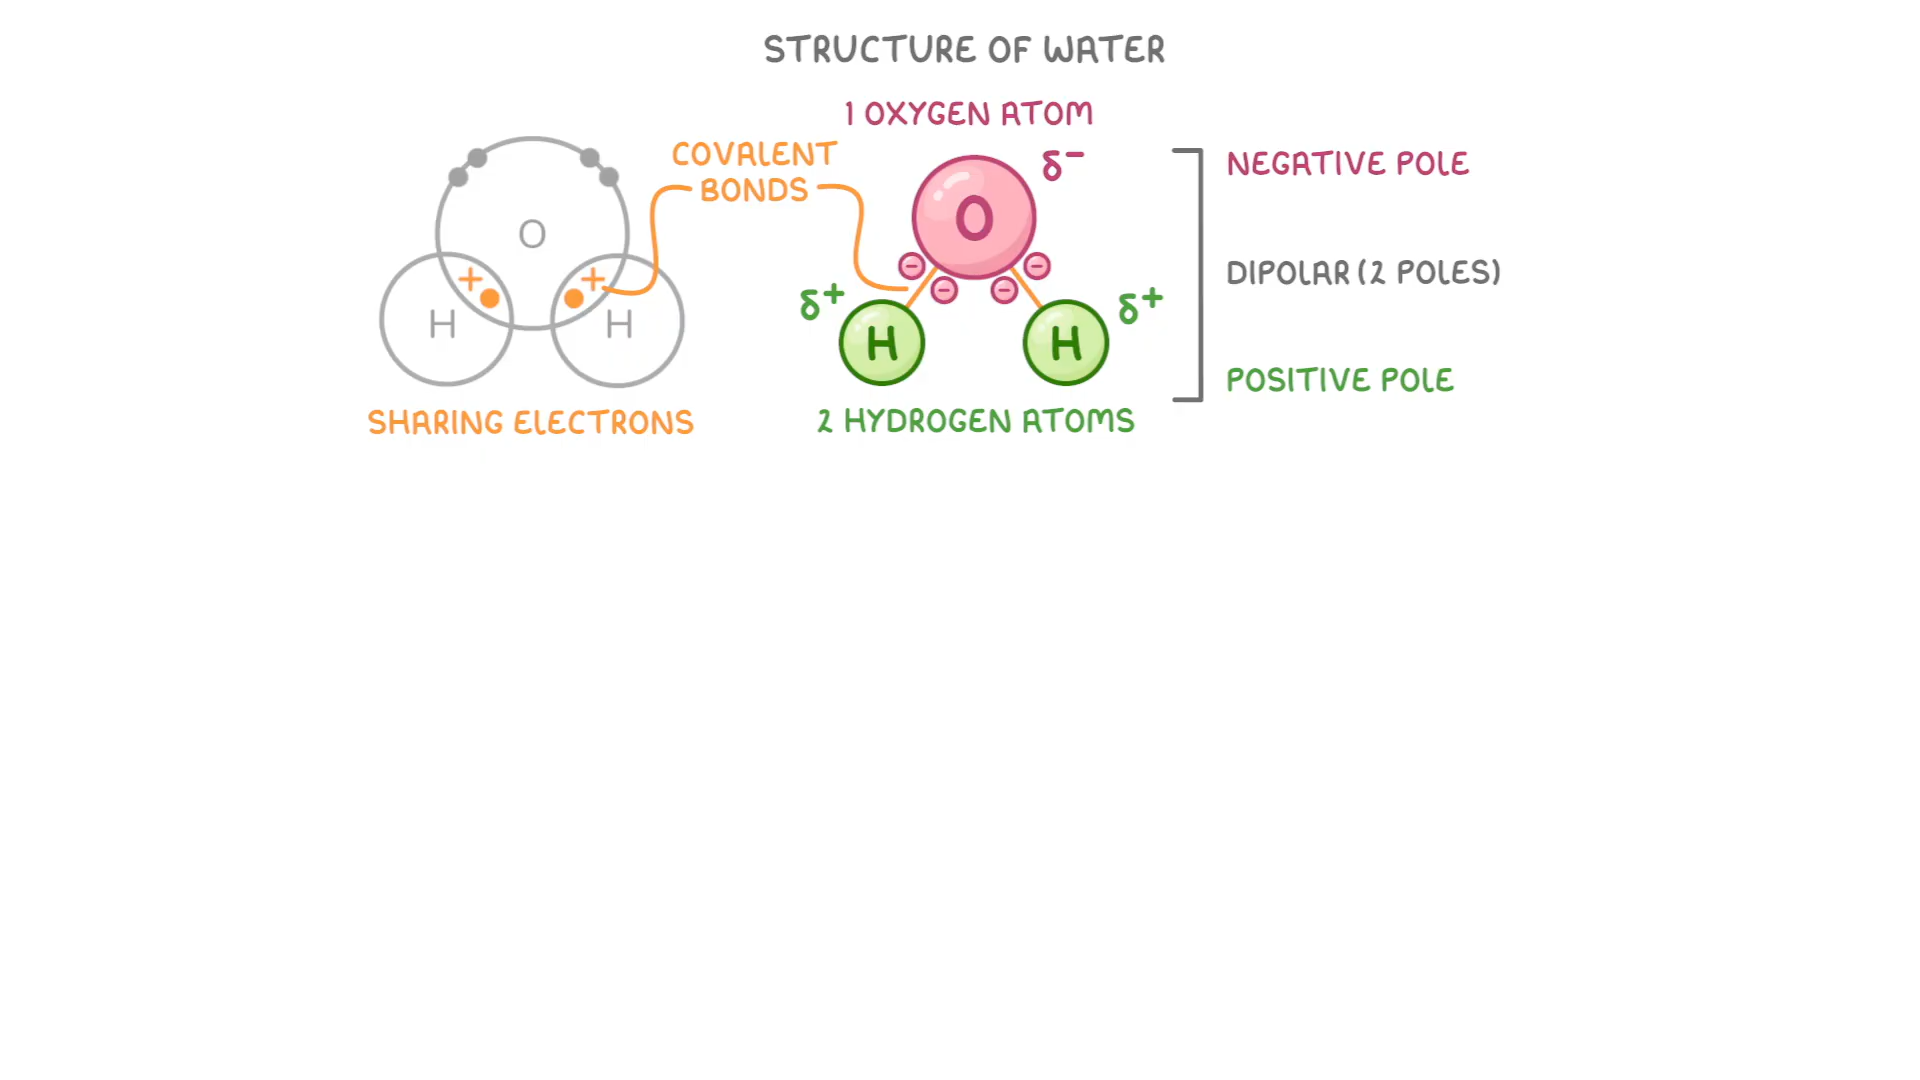 STRUCTURE OF WATER
1 OXYGEN ATOM
COVALENT
BONDS
δ−
O
O
+
+
H
H
−
−
−
−
δ+
δ+
H
H
SHARING ELECTRONS
2 HYDROGEN ATOMS
NEGATIVE POLE
DIPOLAR (2 POLES)
POSITIVE POLE